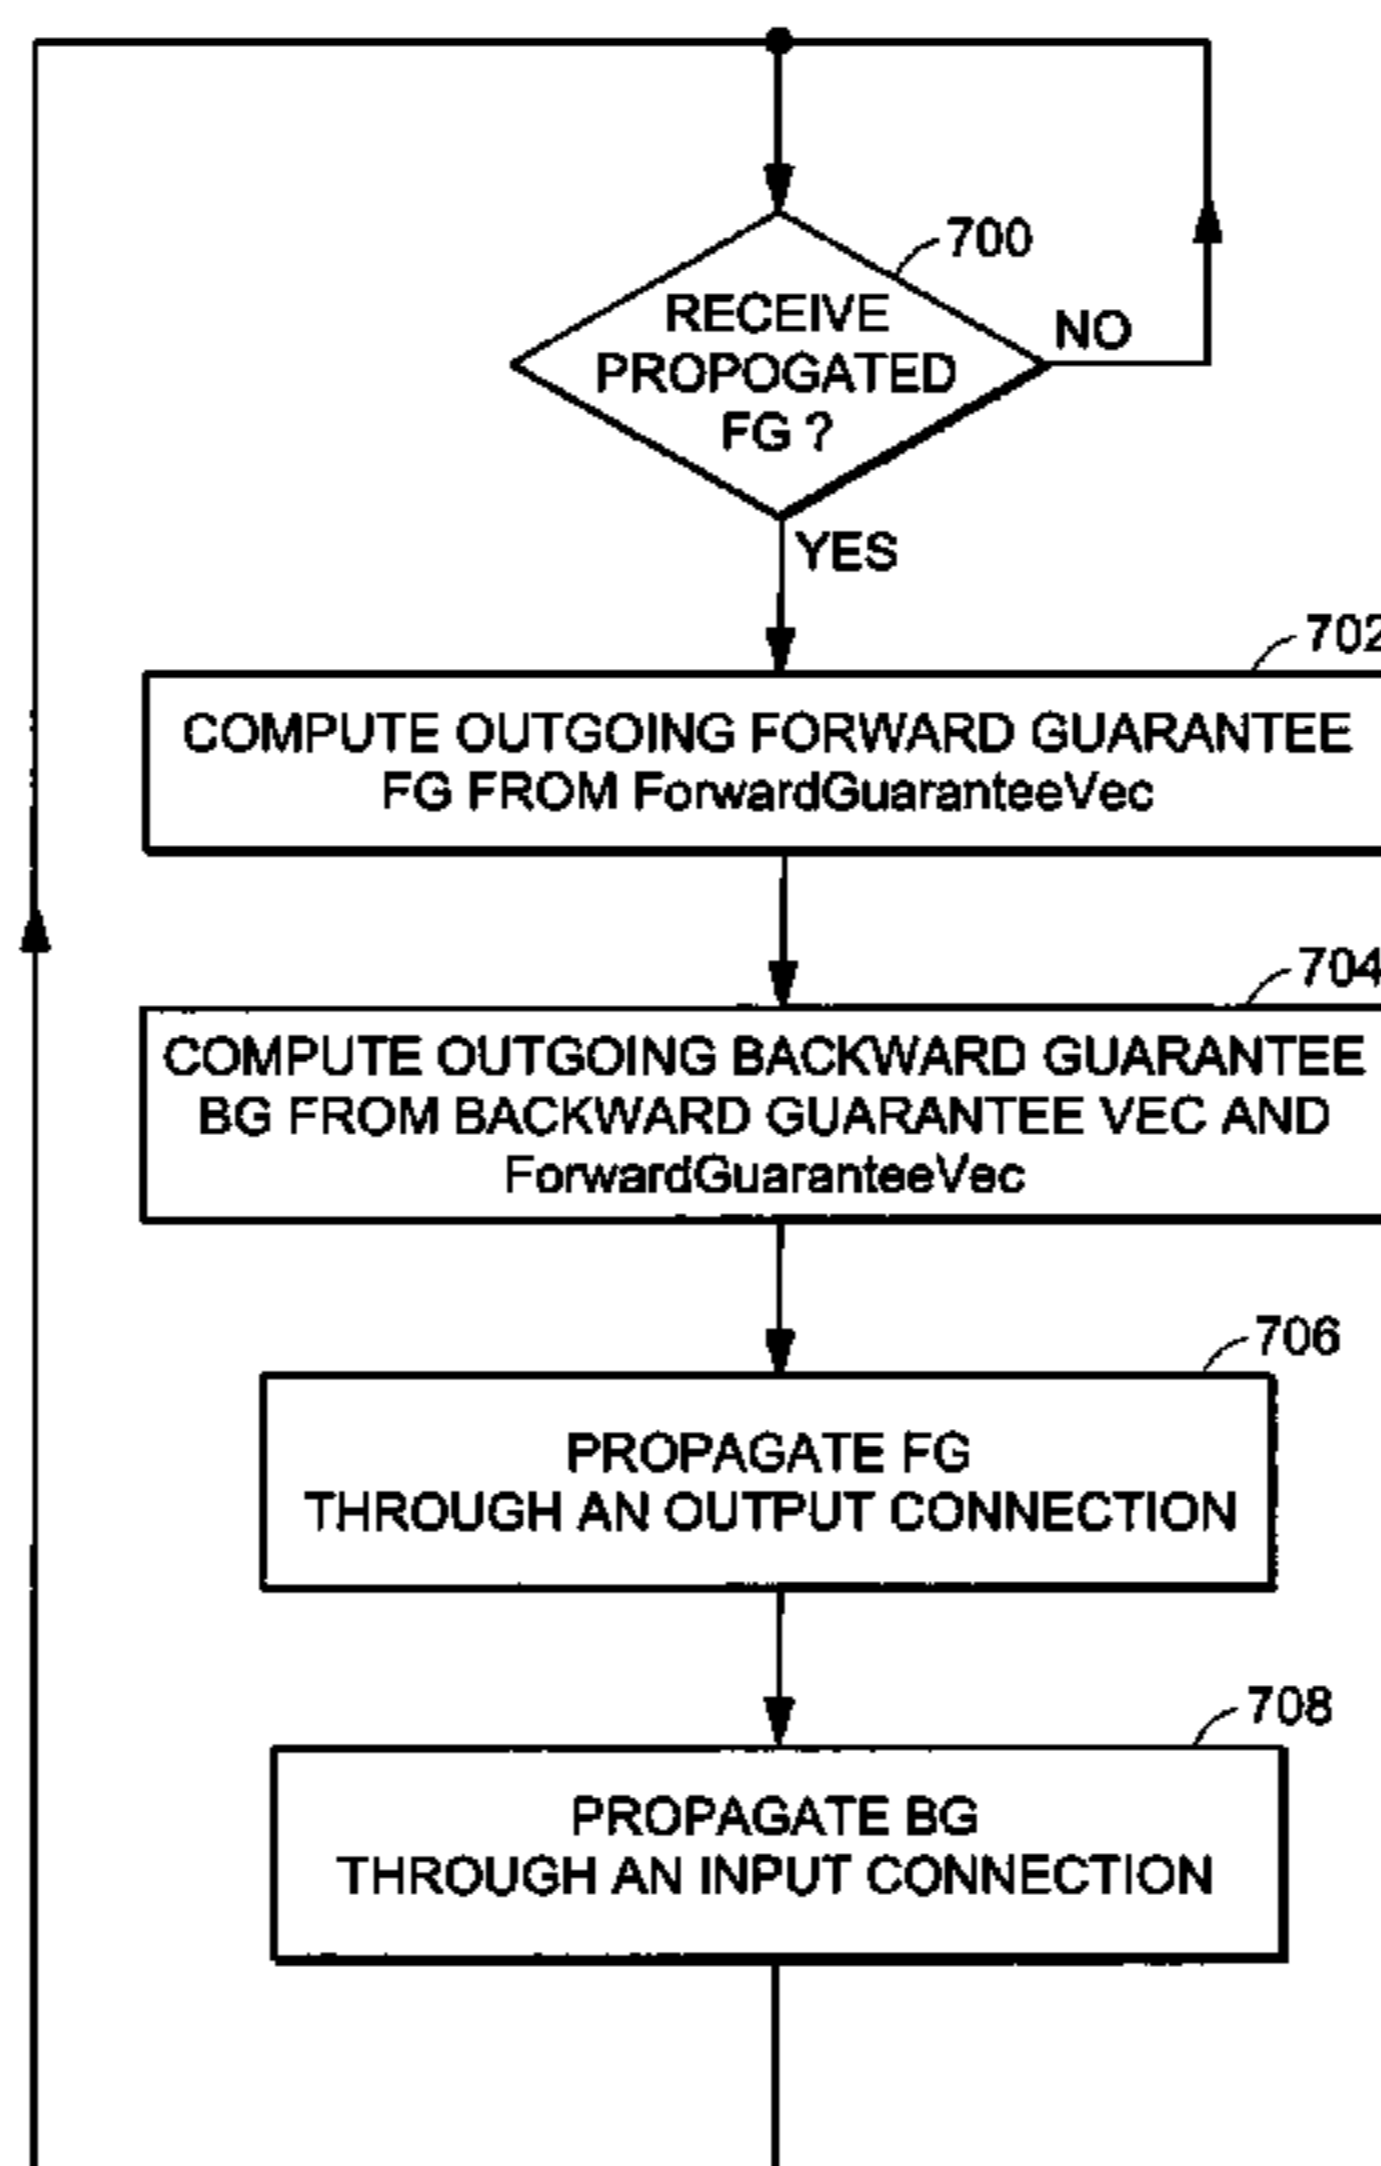 700
RECEIVE
PROPOGATED
FG ?
NO
YES
702
COMPUTE OUTGOING FORWARD GUARANTEE
FG FROM ForwardGuaranteeVec
704
COMPUTE OUTGOING BACKWARD GUARANTEE
BG FROM BACKWARD GUARANTEE VEC AND
ForwardGuaranteeVec
706
PROPAGATE FG
THROUGH AN OUTPUT CONNECTION
708
PROPAGATE BG
THROUGH AN INPUT CONNECTION